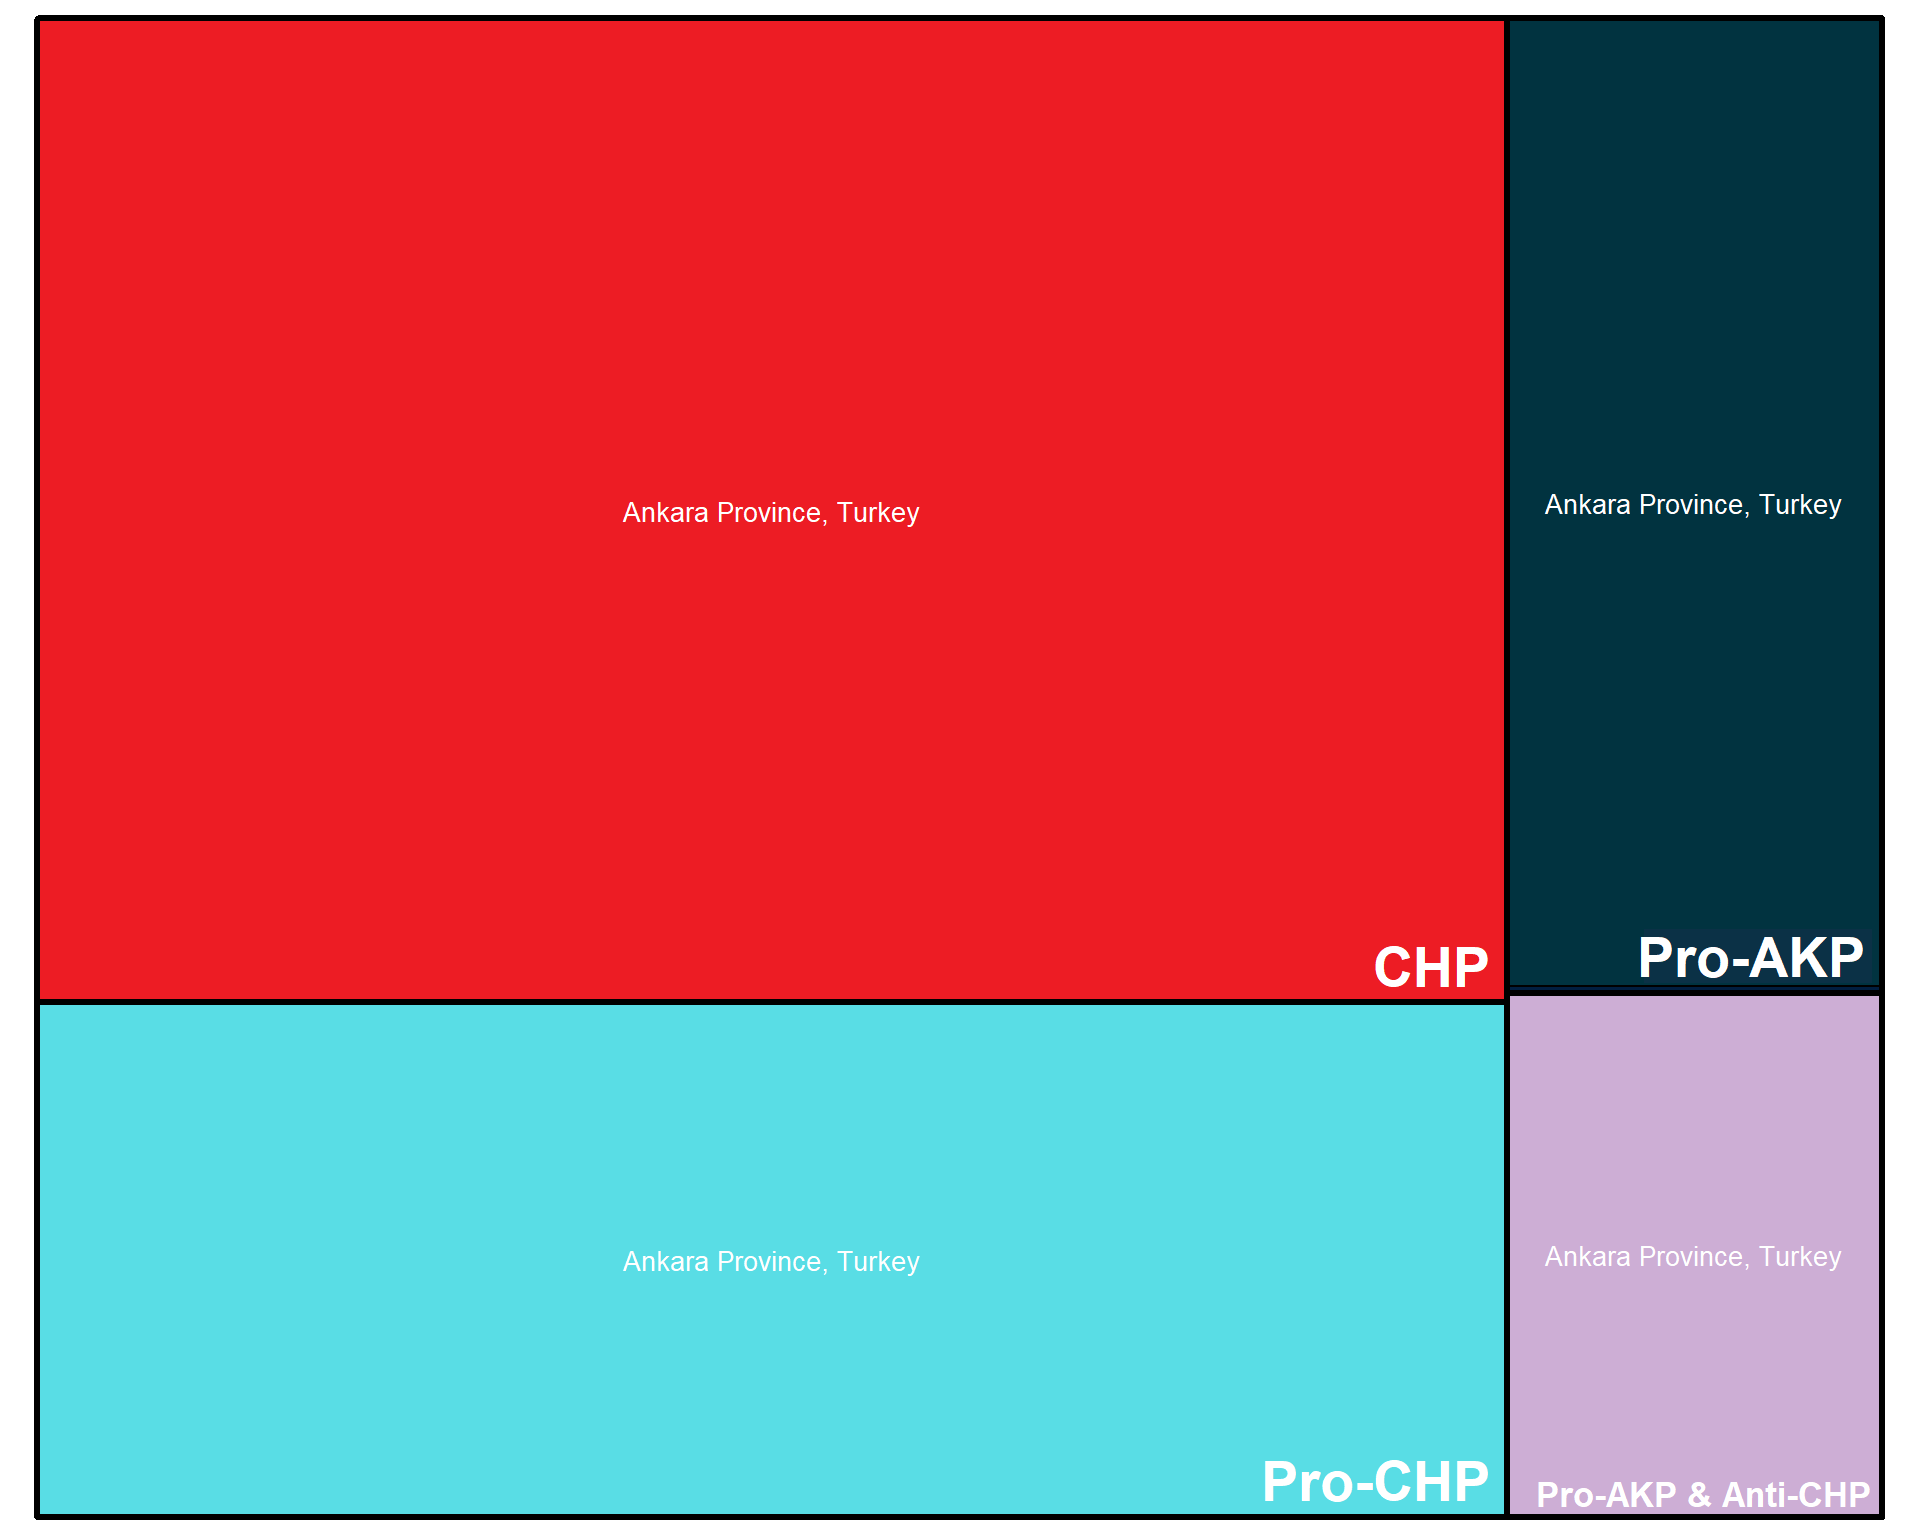 Ankara Province, Turkey
CHP
Ankara Province, Turkey
Pro-AKP
Ankara Province, Turkey
Pro-CHP
Ankara Province, Turkey
Pro-AKP & Anti-CHP